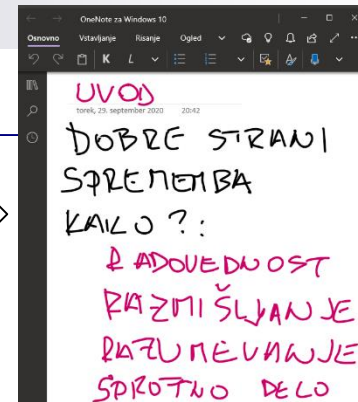 OneNote za Windows 10
Osnovno Vstavljanje Risanje Ogled
K L
UVOD
torek, 29. september 2020 20:42
DOBRE STRANI
SPREMEMBA
KAKO?:
RADOVEDNOST
RAZMIŠLJANJE
RAZUMEVANJE
SPROTNO DELO